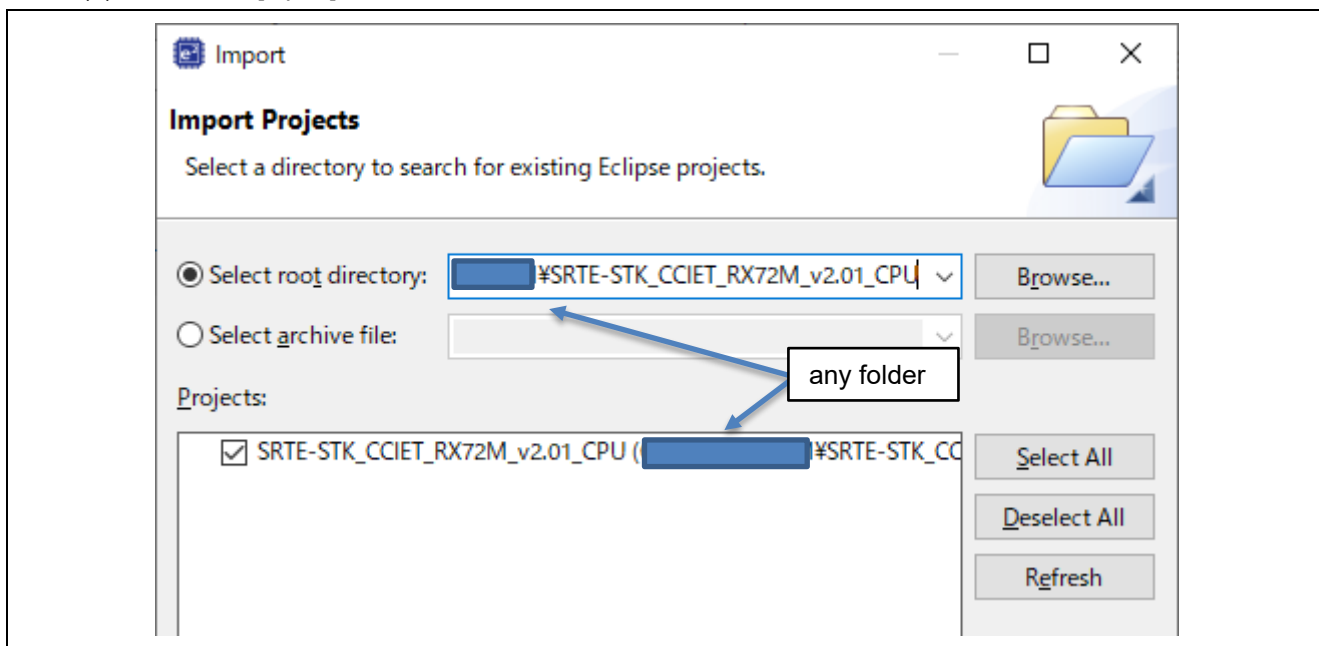 Import
Import Projects
Select a directory to search for existing Eclipse projects.
Select root directory:
¥SRTE-STK_CCIET_RX72M_v2.01_CPU
Browse...
Select archive file:
Browse...
any folder
Projects:
SRTE-STK_CCIET_RX72M_v2.01_CPU ( ¥SRTE-STK_CC
Select All
Deselect All
Refresh